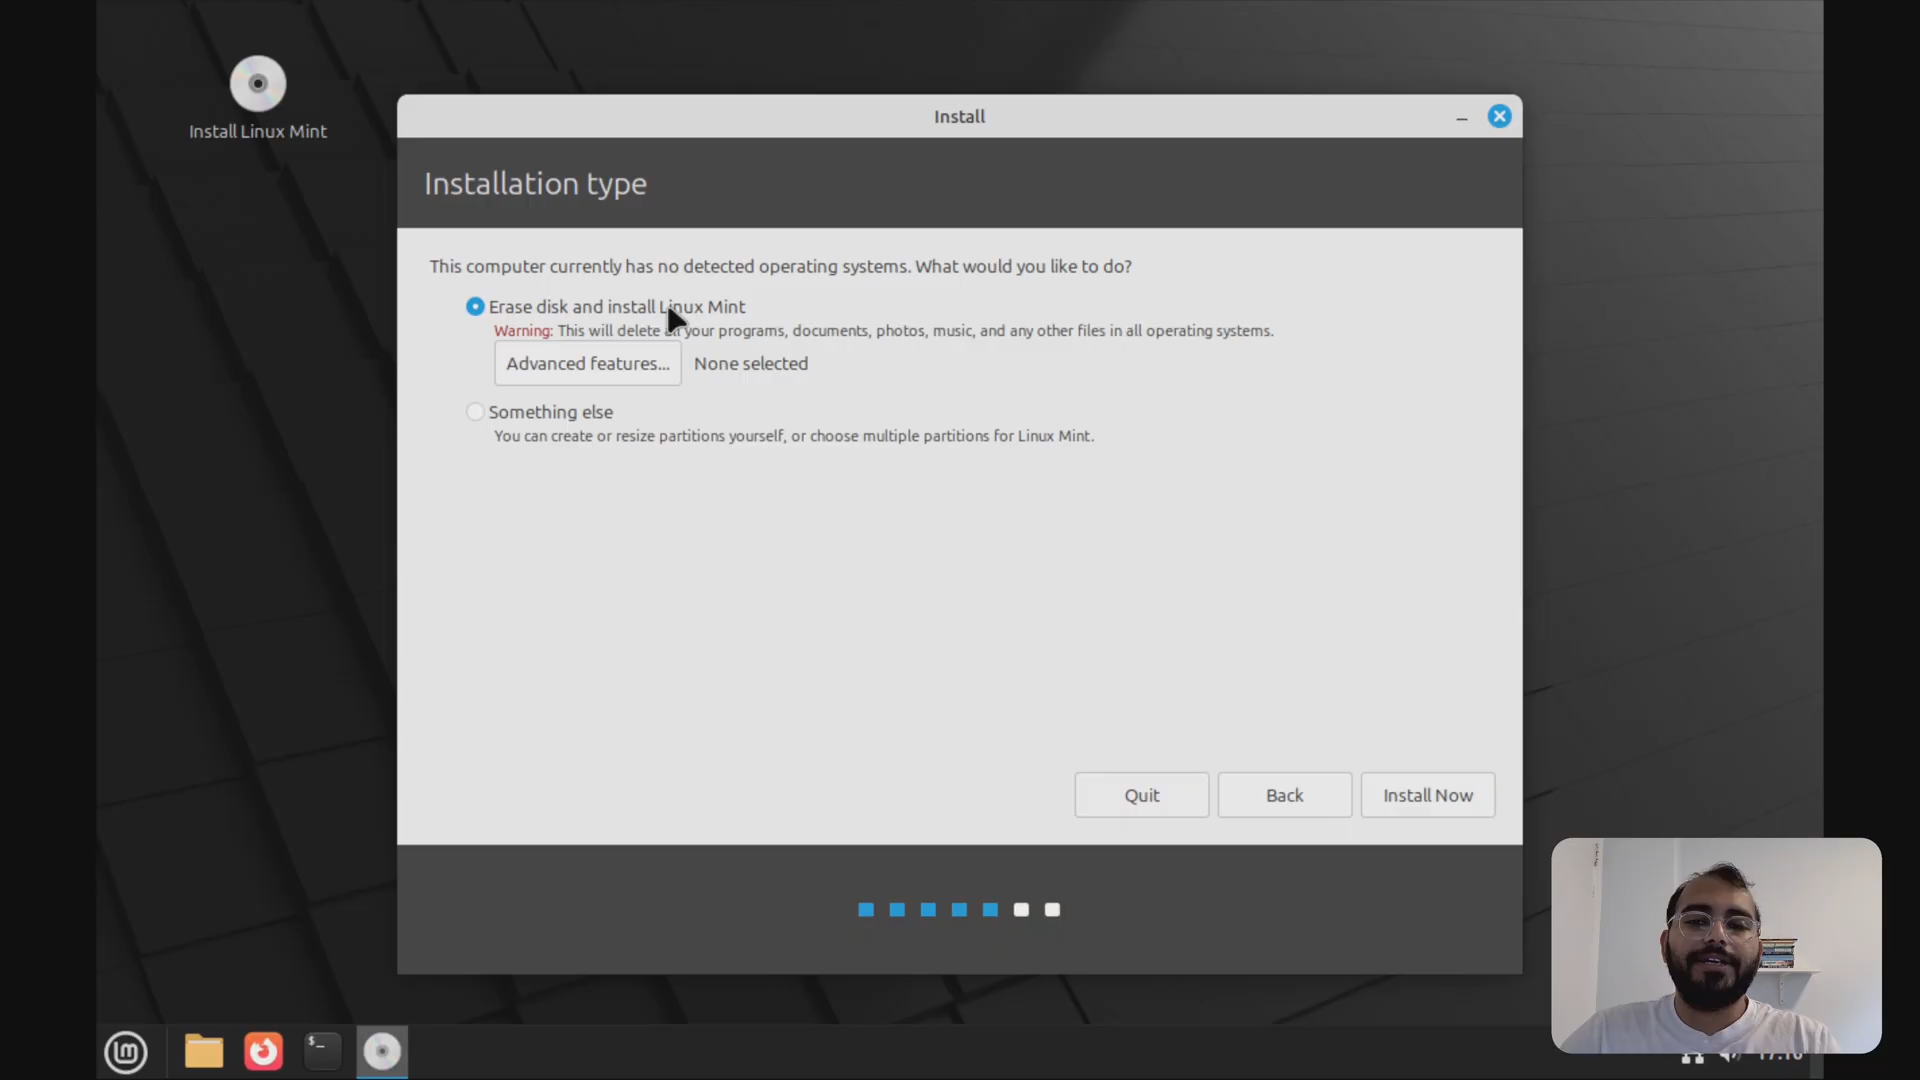 Install Linux Mint
Install
Installation type
This computer currently has no detected operating systems. What would you like to do?
Erase disk and install Linux Mint
Warning: This will delete all your programs, documents, photos, music, and any other files in all operating systems.
Advanced features...
None selected
Something else
You can create or resize partitions yourself, or choose multiple partitions for Linux Mint.
Quit
Back
Install Now
$_